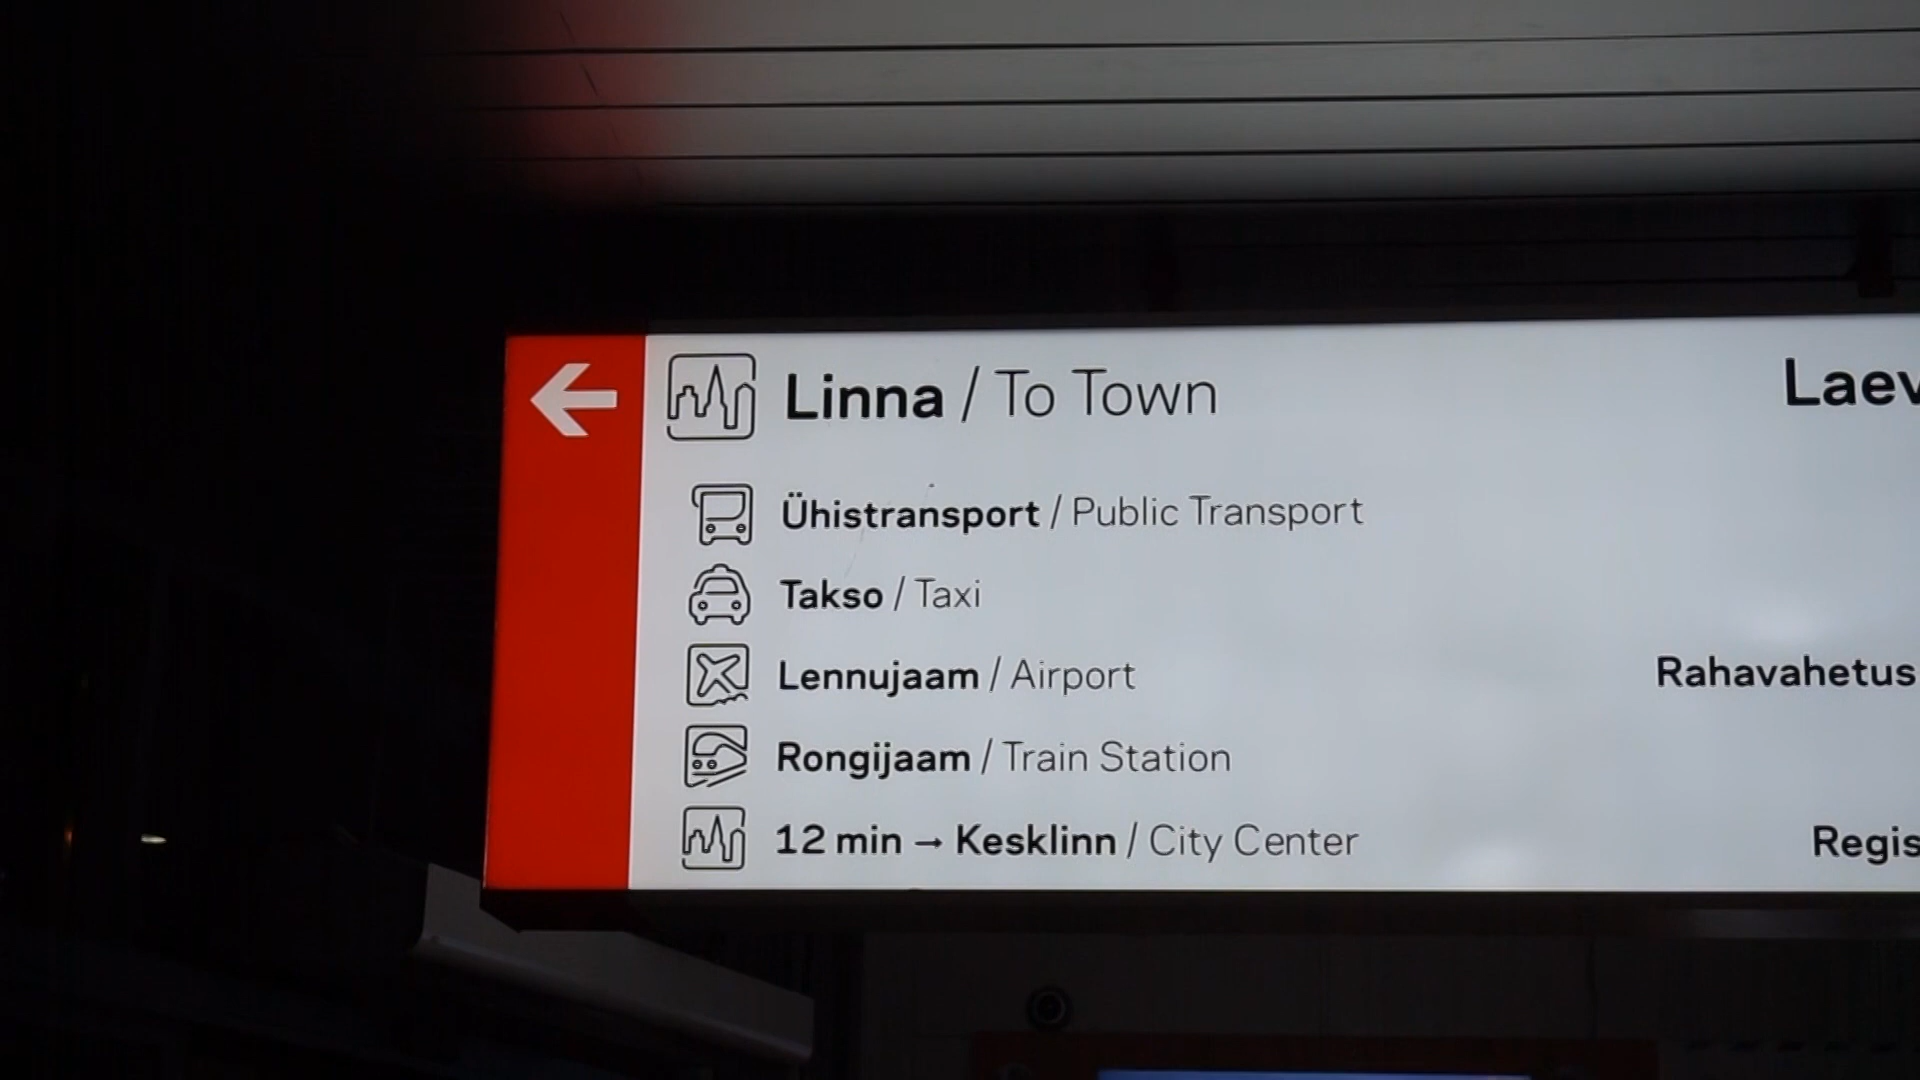 Linna / To Town
Ühistransport / Public Transport
Takso / Taxi
Lennujaam / Airport
Rahavahetus
Rongijaam / Train Station
12 min → Kesklinn / City Center